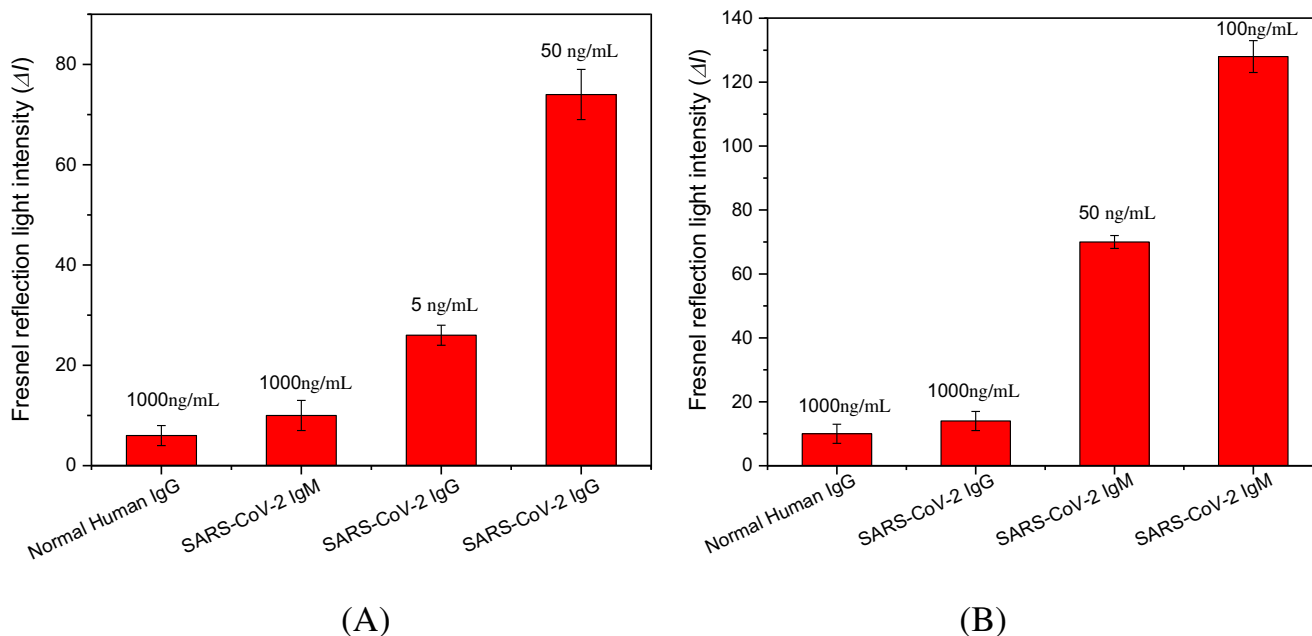 Fresnel reflection light intensity (ΔI)
80
60
40
20
0
1000ng/mL
1000ng/mL
5 ng/mL
50 ng/mL
Normal Human IgG
SARS-CoV-2 IgM
SARS-CoV-2 IgG
SARS-CoV-2 IgG
(A)
Fresnel reflection light intensity (ΔI)
140
120
100
80
60
40
20
0
1000ng/mL
1000ng/mL
50 ng/mL
100ng/mL
Normal Human IgG
SARS-CoV-2 IgG
SARS-CoV-2 IgM
SARS-CoV-2 IgM
(B)